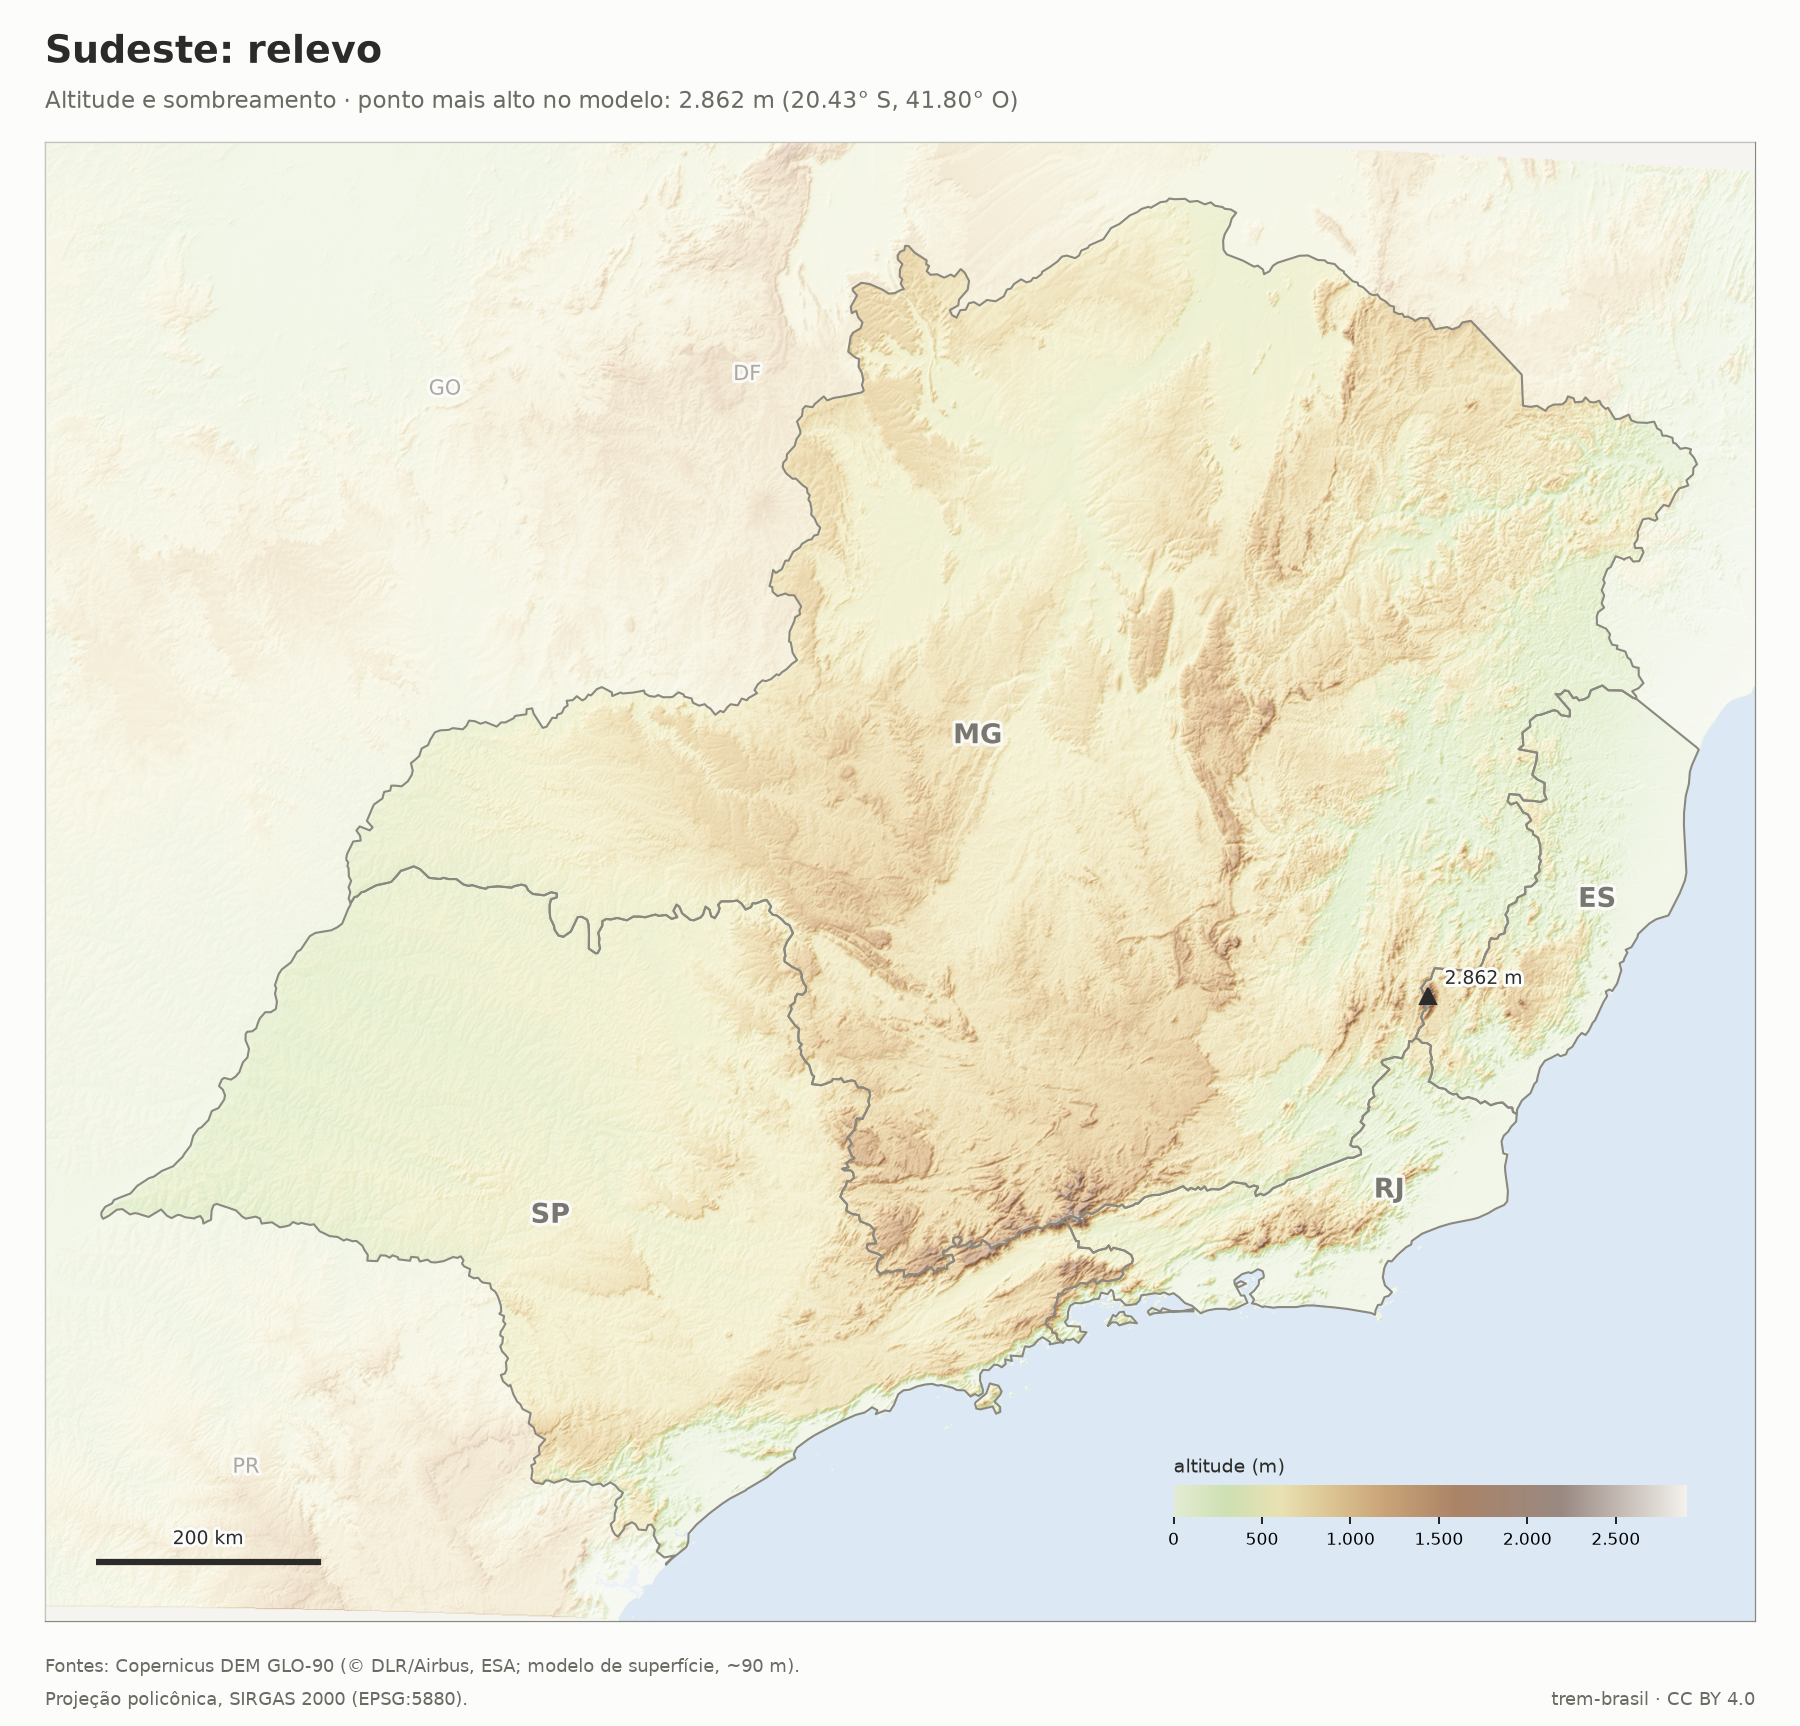 Sudeste: relevo
Altitude e sombreamento · ponto mais alto no modelo: 2.862 m (20.43° S, 41.80° O)
DF
GO
MG
ES
2.862 m
RJ
SP
PR
altitude (m)
0 500 1.000 1.500 2.000 2.500
200 km
Fontes: Copernicus DEM GLO-90 (© DLR/Airbus, ESA; modelo de superfície, ~90 m).
Projeção policônica, SIRGAS 2000 (EPSG:5880).
trem-brasil · CC BY 4.0